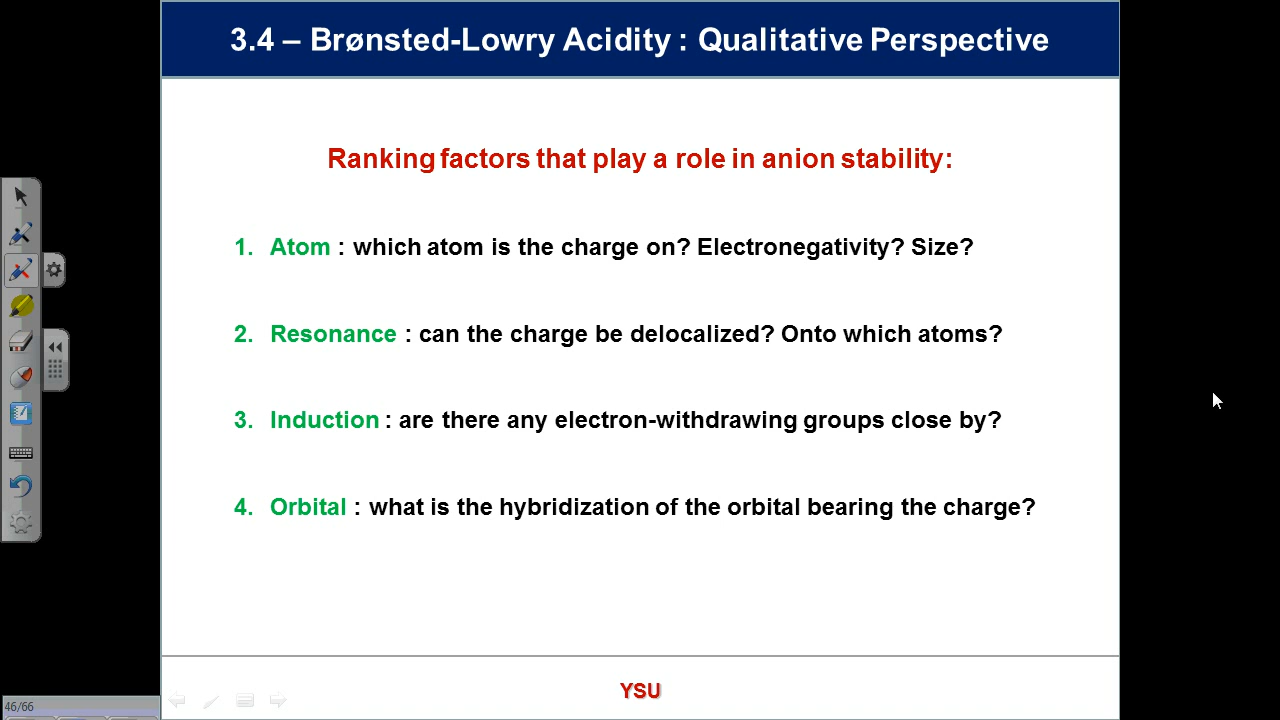 3.4 – Brønsted-Lowry Acidity : Qualitative Perspective
Ranking factors that play a role in anion stability:
1. Atom : which atom is the charge on? Electronegativity? Size?
2. Resonance : can the charge be delocalized? Onto which atoms?
3. Induction : are there any electron-withdrawing groups close by?
4. Orbital : what is the hybridization of the orbital bearing the charge?
YSU
46/66